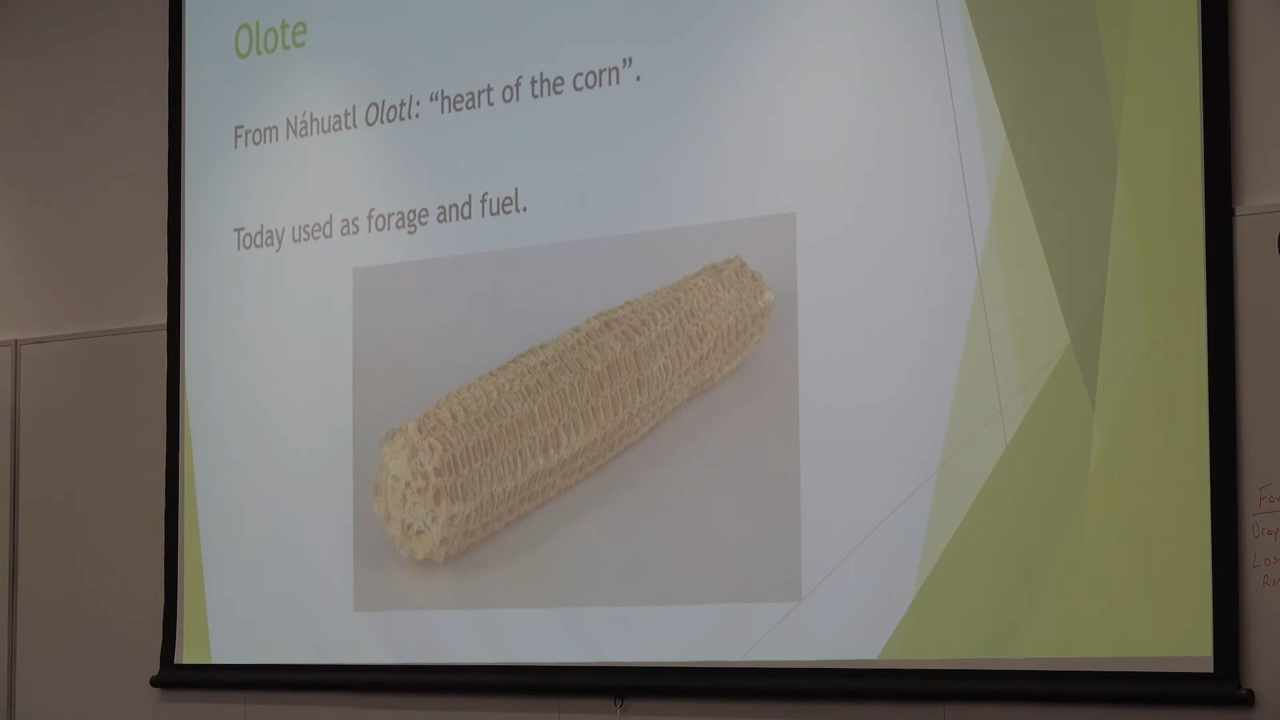 Olote
From Náhuatl Olotl: “heart of the corn”.
Today used as forage and fuel.